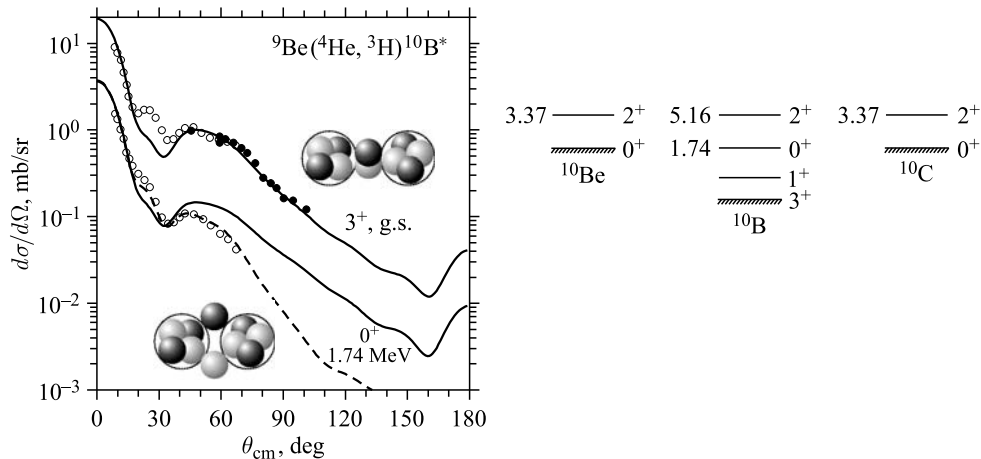 ⁹Be(⁴He, ³H)¹⁰B*
dσ/dΩ, mb/sr
10¹
10⁰
10⁻¹
10⁻²
10⁻³
3⁺, g.s.
0⁺
1.74 MeV
0 30 60 90 120 150 180
θcm, deg
3.37 2⁺
0⁺
¹⁰Be
5.16 2⁺
1.74 0⁺
1⁺
3⁺
¹⁰B
3.37 2⁺
0⁺
¹⁰C